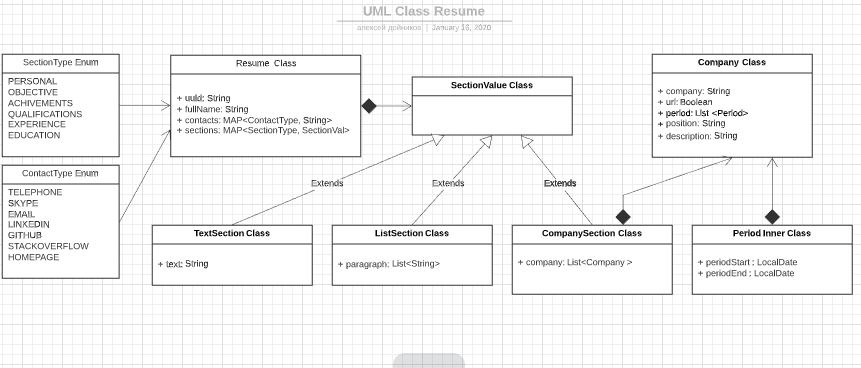 UML Class Resume
алексей дойников | January 16, 2020
SectionType Enum
PERSONAL
OBJECTIVE
ACHIVEMENTS
QUALIFICATIONS
EXPERIENCE
EDUCATION
ContactType Enum
TELEPHONE
SKYPE
EMAIL
LINKEDIN
GITHUB
STACKOVERFLOW
HOMEPAGE
Resume Class
+ uuid: String
+ fullName: String
+ contacts: MAP<ContactType, String>
+ sections: MAP<SectionType, SectionVal>
SectionValue Class
Company Class
+ company: String
+ url: Boolean
+ period: List <Period>
+ position: String
+ description: String
Extends
Extends
Extends
TextSection Class
+ text: String
ListSection Class
+ paragraph: List<String>
CompanySection Class
+ company: List<Company >
Period Inner Class
+ periodStart : LocalDate
+ periodEnd : LocalDate